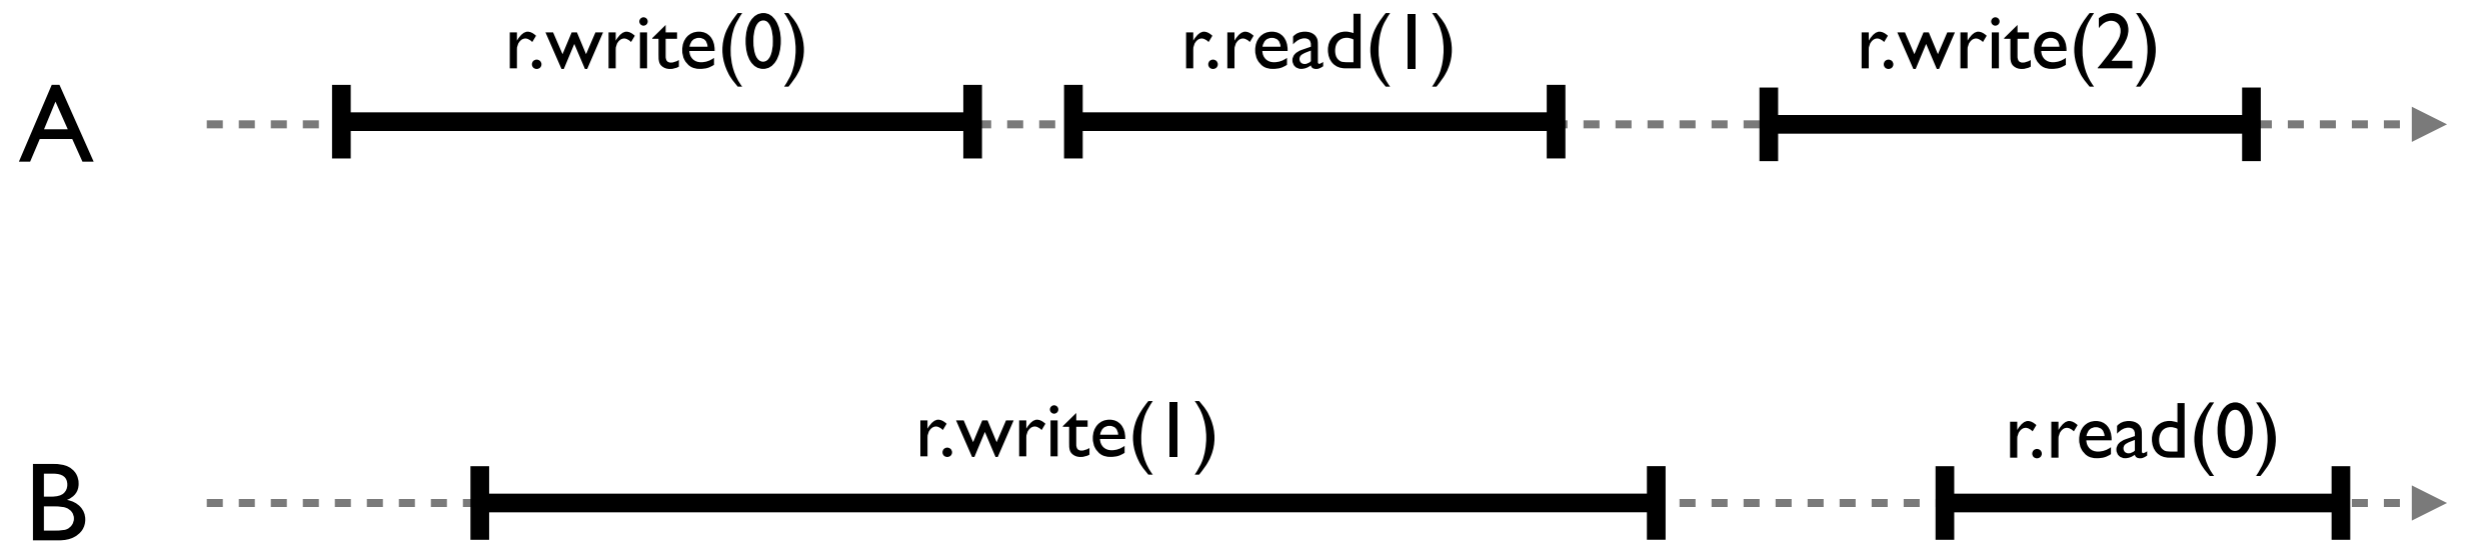 r.write(0) r.read(1) r.write(2)
A
r.write(1) r.read(0)
B